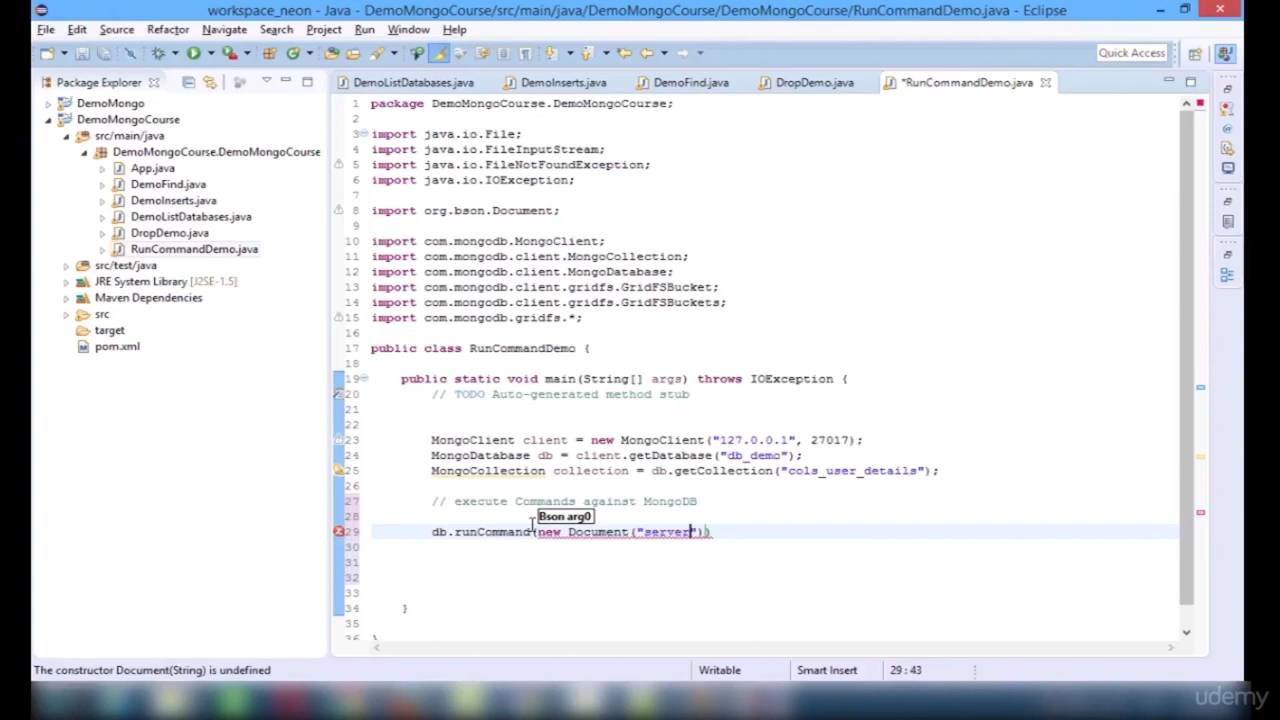 workspace_neon - Java - DemoMongoCourse/src/main/java/DemoMongoCourse/DemoMongoCourse/RunCommandDemo.java - Eclipse
File Edit Source Refactor Navigate Search Project Run Window Help
Quick Access
Package Explorer
DemoListDatabases.java DemoInserts.java DemoFind.java DropDemo.java *RunCommandDemo.java
DemoMongo
DemoMongoCourse
src/main/java
DemoMongoCourse.DemoMongoCourse
App.java
DemoFind.java
DemoInserts.java
DemoListDatabases.java
DropDemo.java
RunCommandDemo.java
src/test/java
JRE System Library [J2SE-1.5]
Maven Dependencies
src
target
pom.xml
1 package DemoMongoCourse.DemoMongoCourse;
2
3 import java.io.File;
4 import java.io.FileInputStream;
5 import java.io.FileNotFoundException;
6 import java.io.IOException;
7
8 import org.bson.Document;
9
10 import com.mongodb.MongoClient;
11 import com.mongodb.client.MongoCollection;
12 import com.mongodb.client.MongoDatabase;
13 import com.mongodb.client.gridfs.GridFSBucket;
14 import com.mongodb.client.gridfs.GridFSBuckets;
15 import com.mongodb.gridfs.*;
16
17 public class RunCommandDemo {
18
19 public static void main(String[] args) throws IOException {
20 // TODO Auto-generated method stub
21
22
23 MongoClient client = new MongoClient("127.0.0.1", 27017);
24 MongoDatabase db = client.getDatabase("db_demo");
25 MongoCollection collection = db.getCollection("cols_user_details");
26
27 // execute Commands against MongoDB
28
Bson arg0
29 db.runCommand(new Document("server"))
30
31
32
33
34 }
35
36 }
The constructor Document(String) is undefined
Writable
Smart Insert
29 : 43
udemy